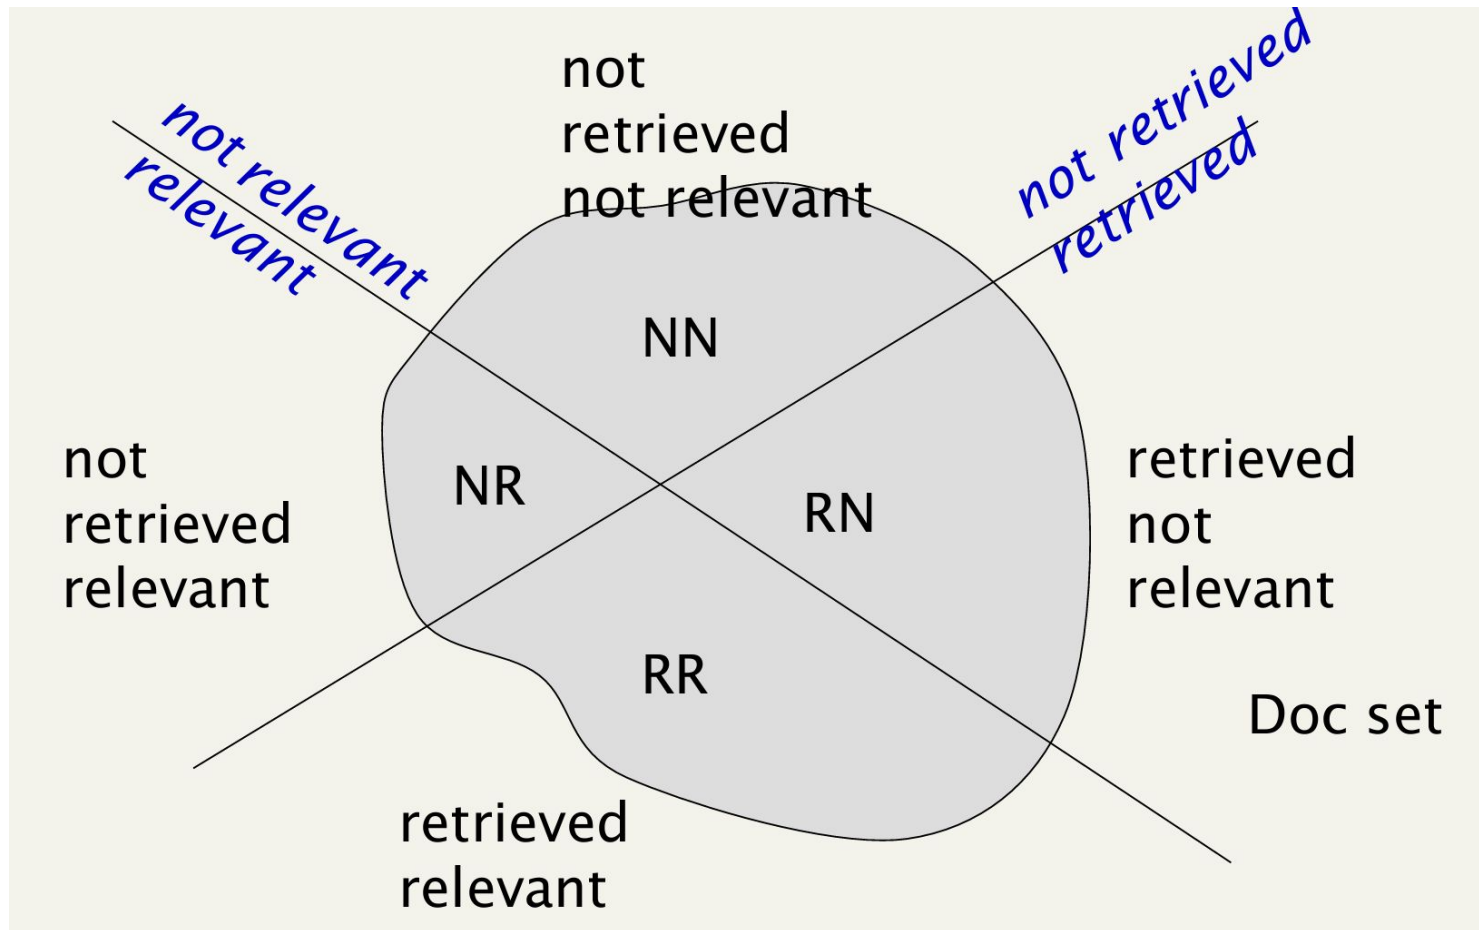 not
retrieved
not relevant
not relevant
relevant
not retrieved
retrieved
NN
not
retrieved
relevant
NR
RN
retrieved
not
relevant
RR
Doc set
retrieved
relevant